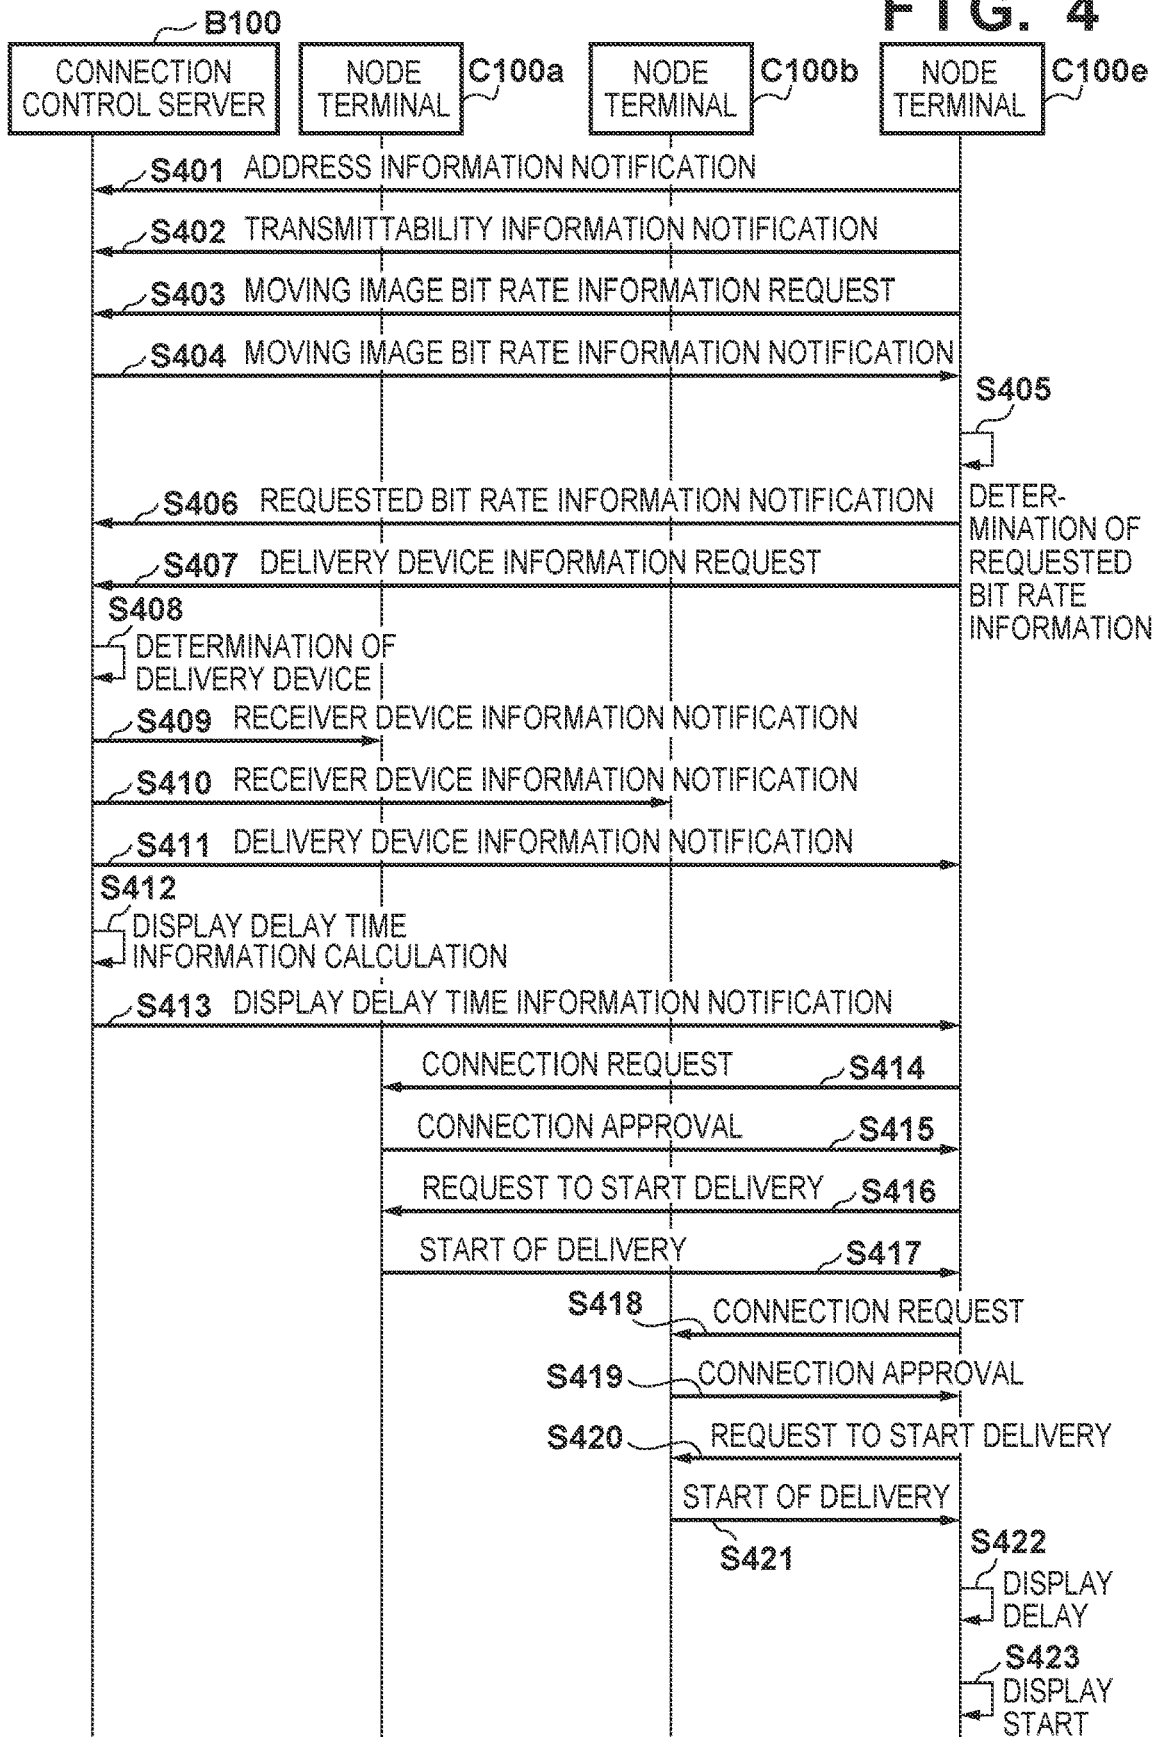 FIG. 4
B100
CONNECTION
CONTROL SERVER
NODE
TERMINAL
C100a
NODE
TERMINAL
C100b
NODE
TERMINAL
C100e
S401 ADDRESS INFORMATION NOTIFICATION
S402 TRANSMITTABILITY INFORMATION NOTIFICATION
S403 MOVING IMAGE BIT RATE INFORMATION REQUEST
S404 MOVING IMAGE BIT RATE INFORMATION NOTIFICATION
S405
DETER-
MINATION OF
REQUESTED
BIT RATE
INFORMATION
S406 REQUESTED BIT RATE INFORMATION NOTIFICATION
S407 DELIVERY DEVICE INFORMATION REQUEST
S408
DETERMINATION OF
DELIVERY DEVICE
S409 RECEIVER DEVICE INFORMATION NOTIFICATION
S410 RECEIVER DEVICE INFORMATION NOTIFICATION
S411 DELIVERY DEVICE INFORMATION NOTIFICATION
S412
DISPLAY DELAY TIME
INFORMATION CALCULATION
S413 DISPLAY DELAY TIME INFORMATION NOTIFICATION
CONNECTION REQUEST S414
CONNECTION APPROVAL S415
REQUEST TO START DELIVERY S416
START OF DELIVERY S417
S418 CONNECTION REQUEST
S419 CONNECTION APPROVAL
S420 REQUEST TO START DELIVERY
START OF DELIVERY
S421
S422
DISPLAY
DELAY
S423
DISPLAY
START